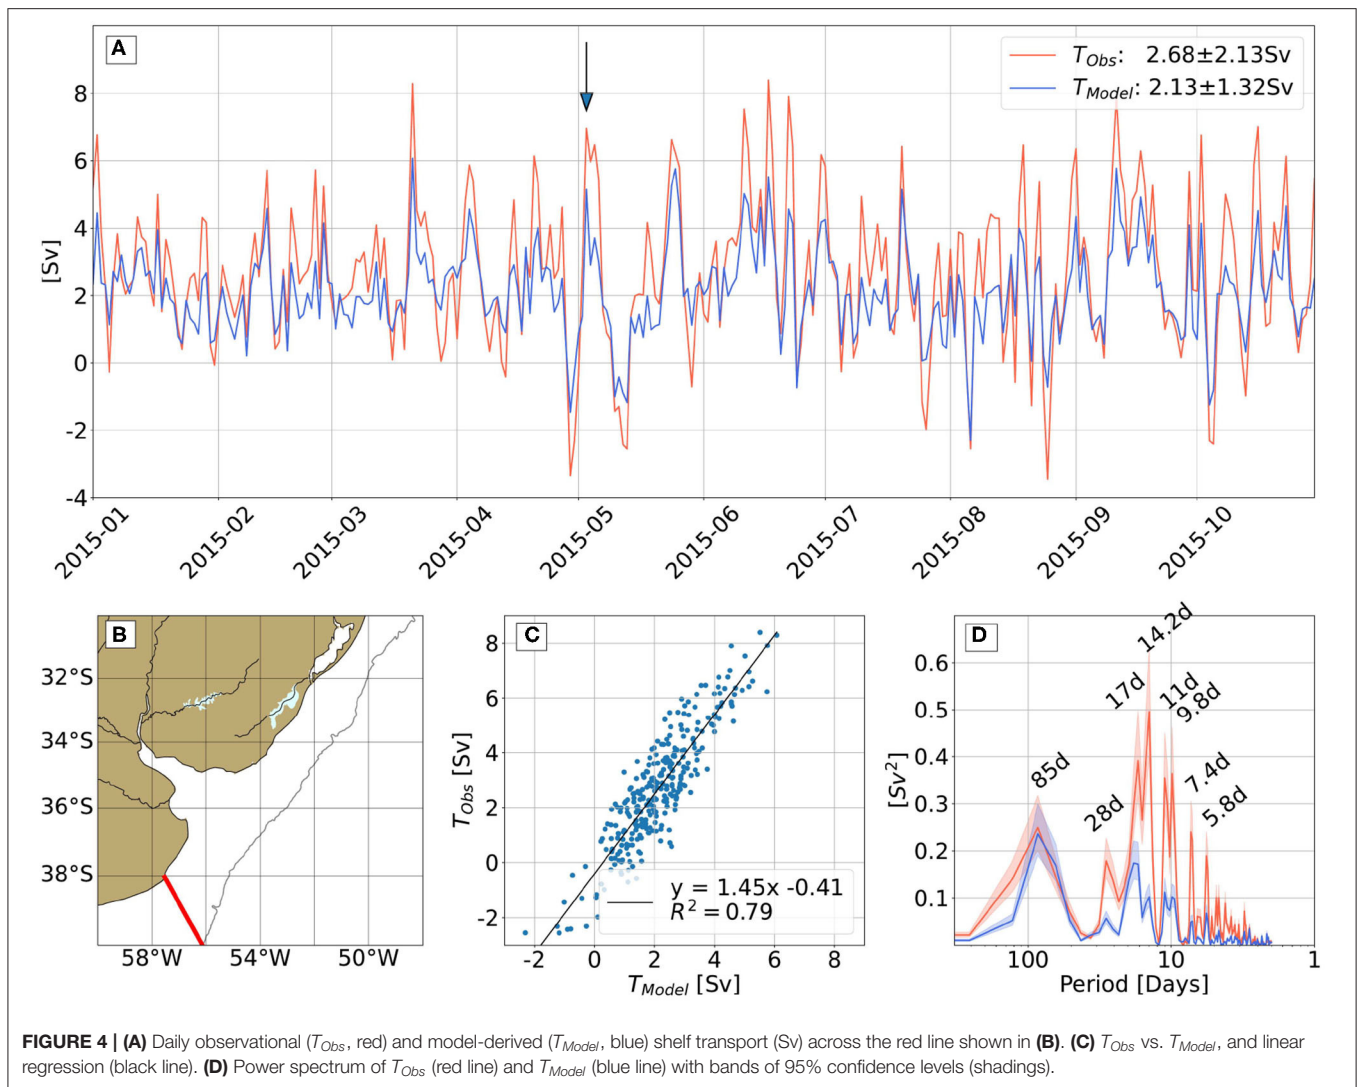 A
T_Obs: 2.68±2.13Sv
T_Model: 2.13±1.32Sv
[Sv]
8
6
4
2
0
-2
-4
2015-01
2015-02
2015-03
2015-04
2015-05
2015-06
2015-07
2015-08
2015-09
2015-10
B
32°S
34°S
36°S
38°S
58°W
54°W
50°W
C
T_Obs [Sv]
8
6
4
2
0
-2
y = 1.45x -0.41
R² = 0.79
-2
0
2
4
6
8
T_Model [Sv]
D
[Sv²]
0.6
0.5
0.4
0.3
0.2
0.1
85d
28d
17d
14.2d
11d
9.8d
7.4d
5.8d
100
10
1
Period [Days]
FIGURE 4 | (A) Daily observational (T_Obs, red) and model-derived (T_Model, blue) shelf transport (Sv) across the red line shown in (B). (C) T_Obs vs. T_Model, and linear
regression (black line). (D) Power spectrum of T_Obs (red line) and T_Model (blue line) with bands of 95% confidence levels (shadings).